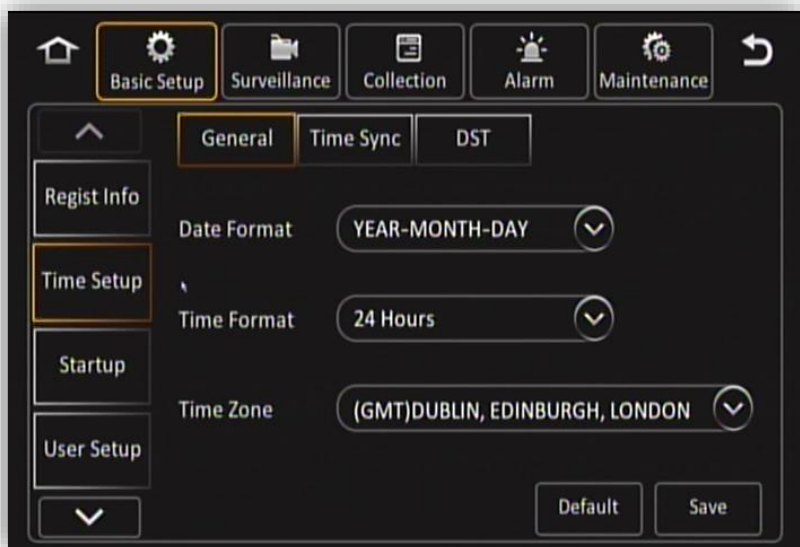 Basic Setup
Surveillance
Collection
Alarm
Maintenance
General
Time Sync
DST
Regist Info
Time Setup
Startup
User Setup
Date Format
YEAR-MONTH-DAY
Time Format
24 Hours
Time Zone
(GMT)DUBLIN, EDINBURGH, LONDON
Default
Save